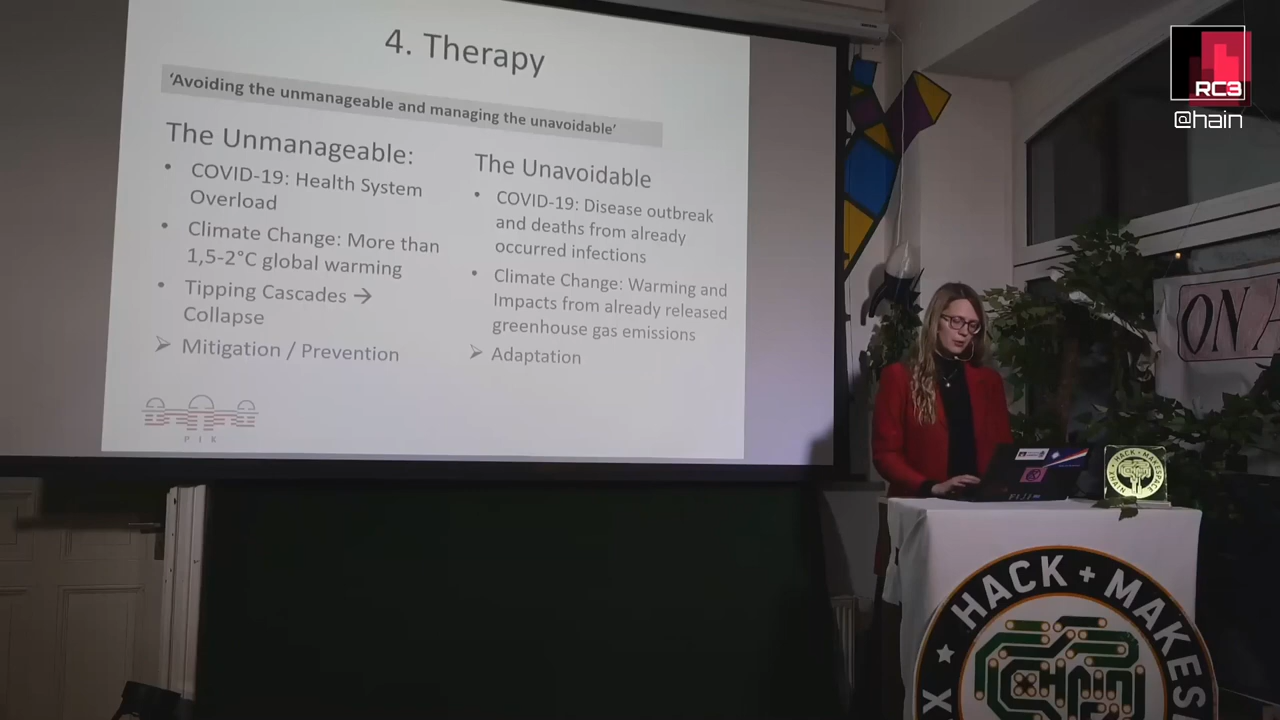 4. Therapy
'Avoiding the unmanageable and managing the unavoidable'
The Unmanageable:
• COVID-19: Health System
Overload
• Climate Change: More than
1,5-2°C global warming
• Tipping Cascades →
Collapse
➢ Mitigation / Prevention
The Unavoidable
• COVID-19: Disease outbreak
and deaths from already
occurred infections
• Climate Change: Warming and
Impacts from already released
greenhouse gas emissions
➢ Adaptation
P I K
RC3
@hain
ON A
HACK + MAKESPACE
HACK + MAKES